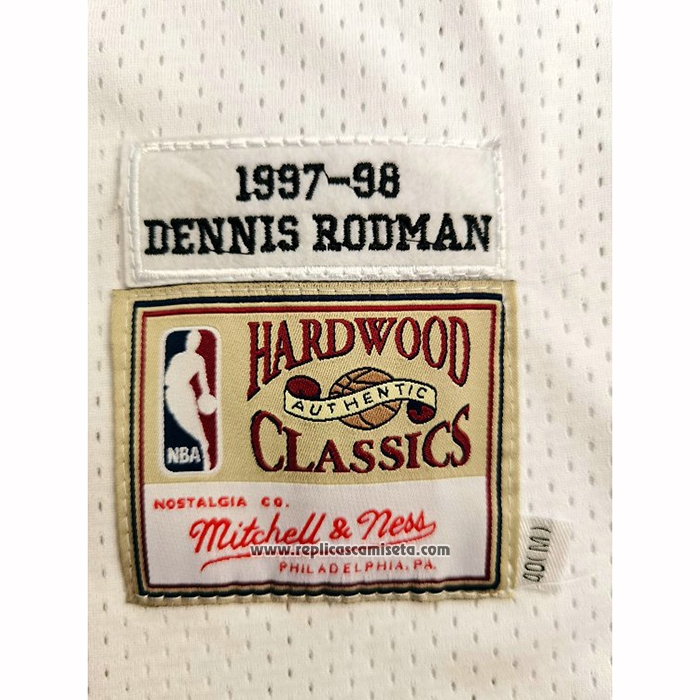 1997-98
DENNIS RODMAN
HARDWOOD
AUTHENTIC
CLASSICS
NBA
NOSTALGIA CO.
Mitchell & Ness
www.replicascamiseta.com
PHILADELPHIA, PA.
40(M)